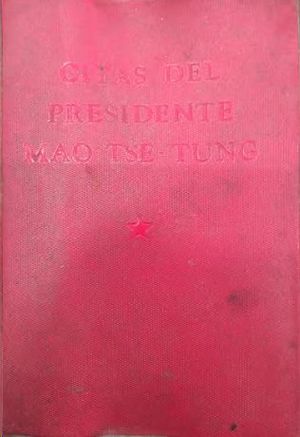 CITAS DEL
PRESIDENTE
MAO TSE-TUNG